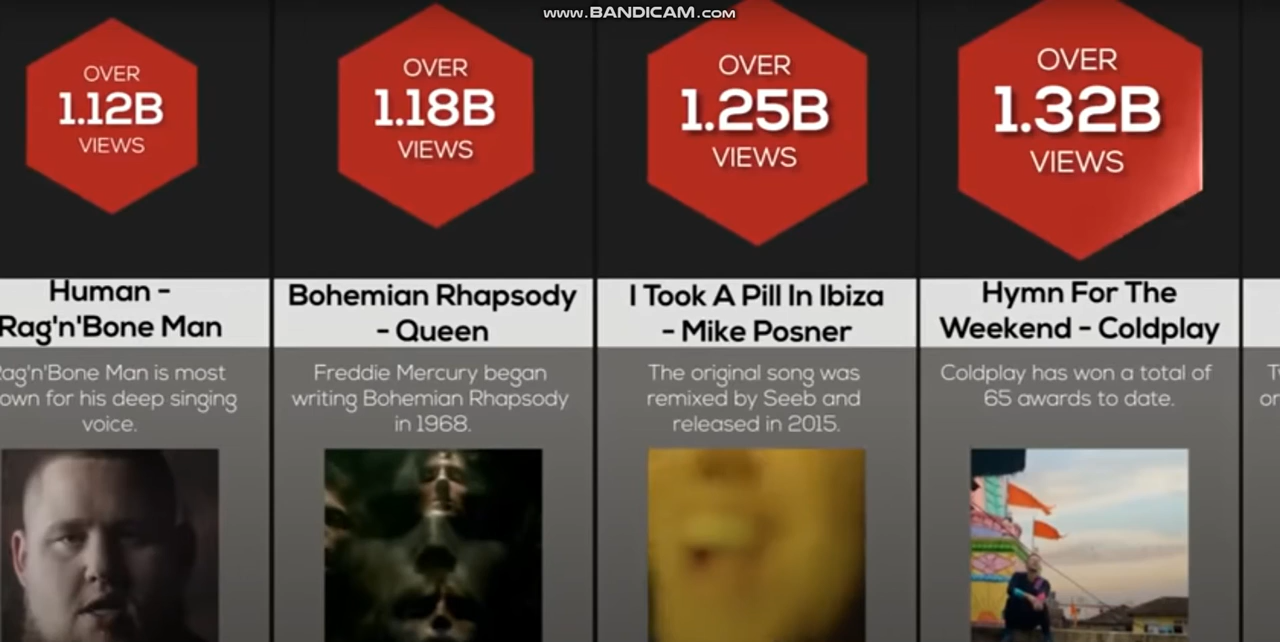 www.BANDICAM.com
OVER
1.12B
VIEWS
Human -
Rag'n'Bone Man
Rag'n'Bone Man is most
own for his deep singing
voice.
OVER
1.18B
VIEWS
Bohemian Rhapsody
- Queen
Freddie Mercury began
writing Bohemian Rhapsody
in 1968.
OVER
1.25B
VIEWS
I Took A Pill In Ibiza
- Mike Posner
The original song was
remixed by Seeb and
released in 2015.
OVER
1.32B
VIEWS
Hymn For The
Weekend - Coldplay
Coldplay has won a total of
65 awards to date.